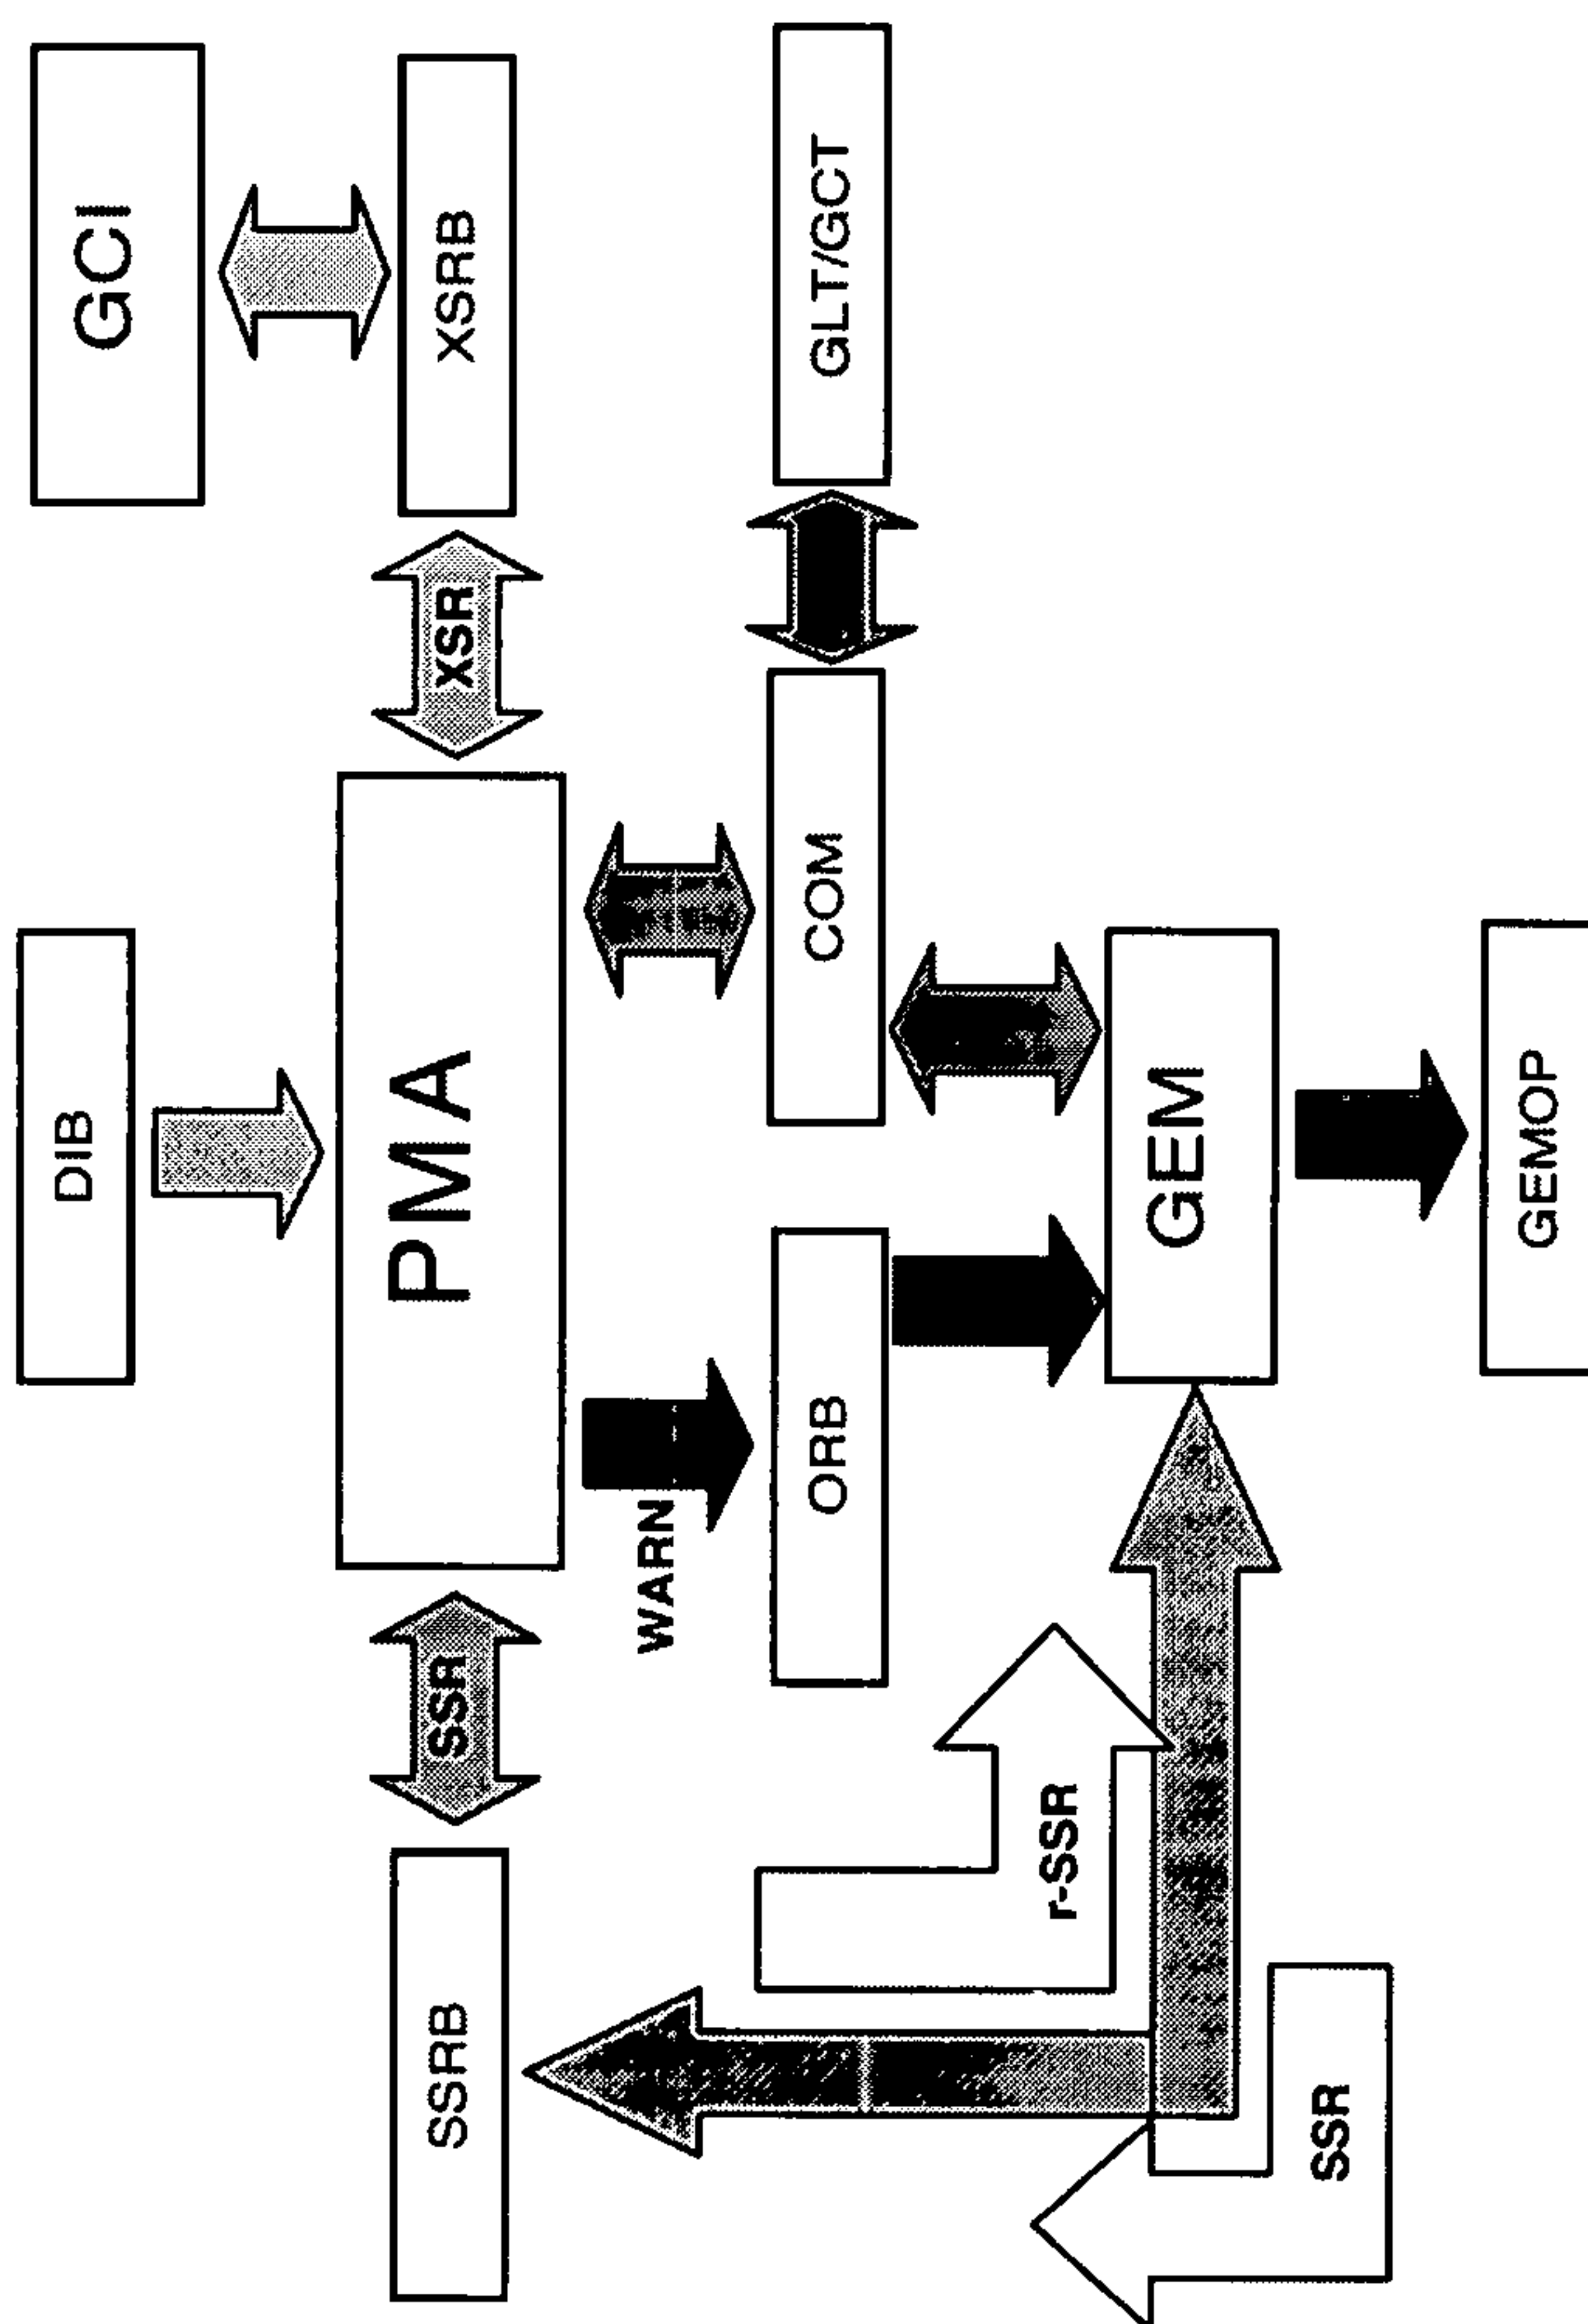 DIB
SSRB
SSR
PMA
XSR
XSRB
GCI
WARN
ORB
COM
GLT/GCT
r-SSR
SSR
GEM
GEMOP